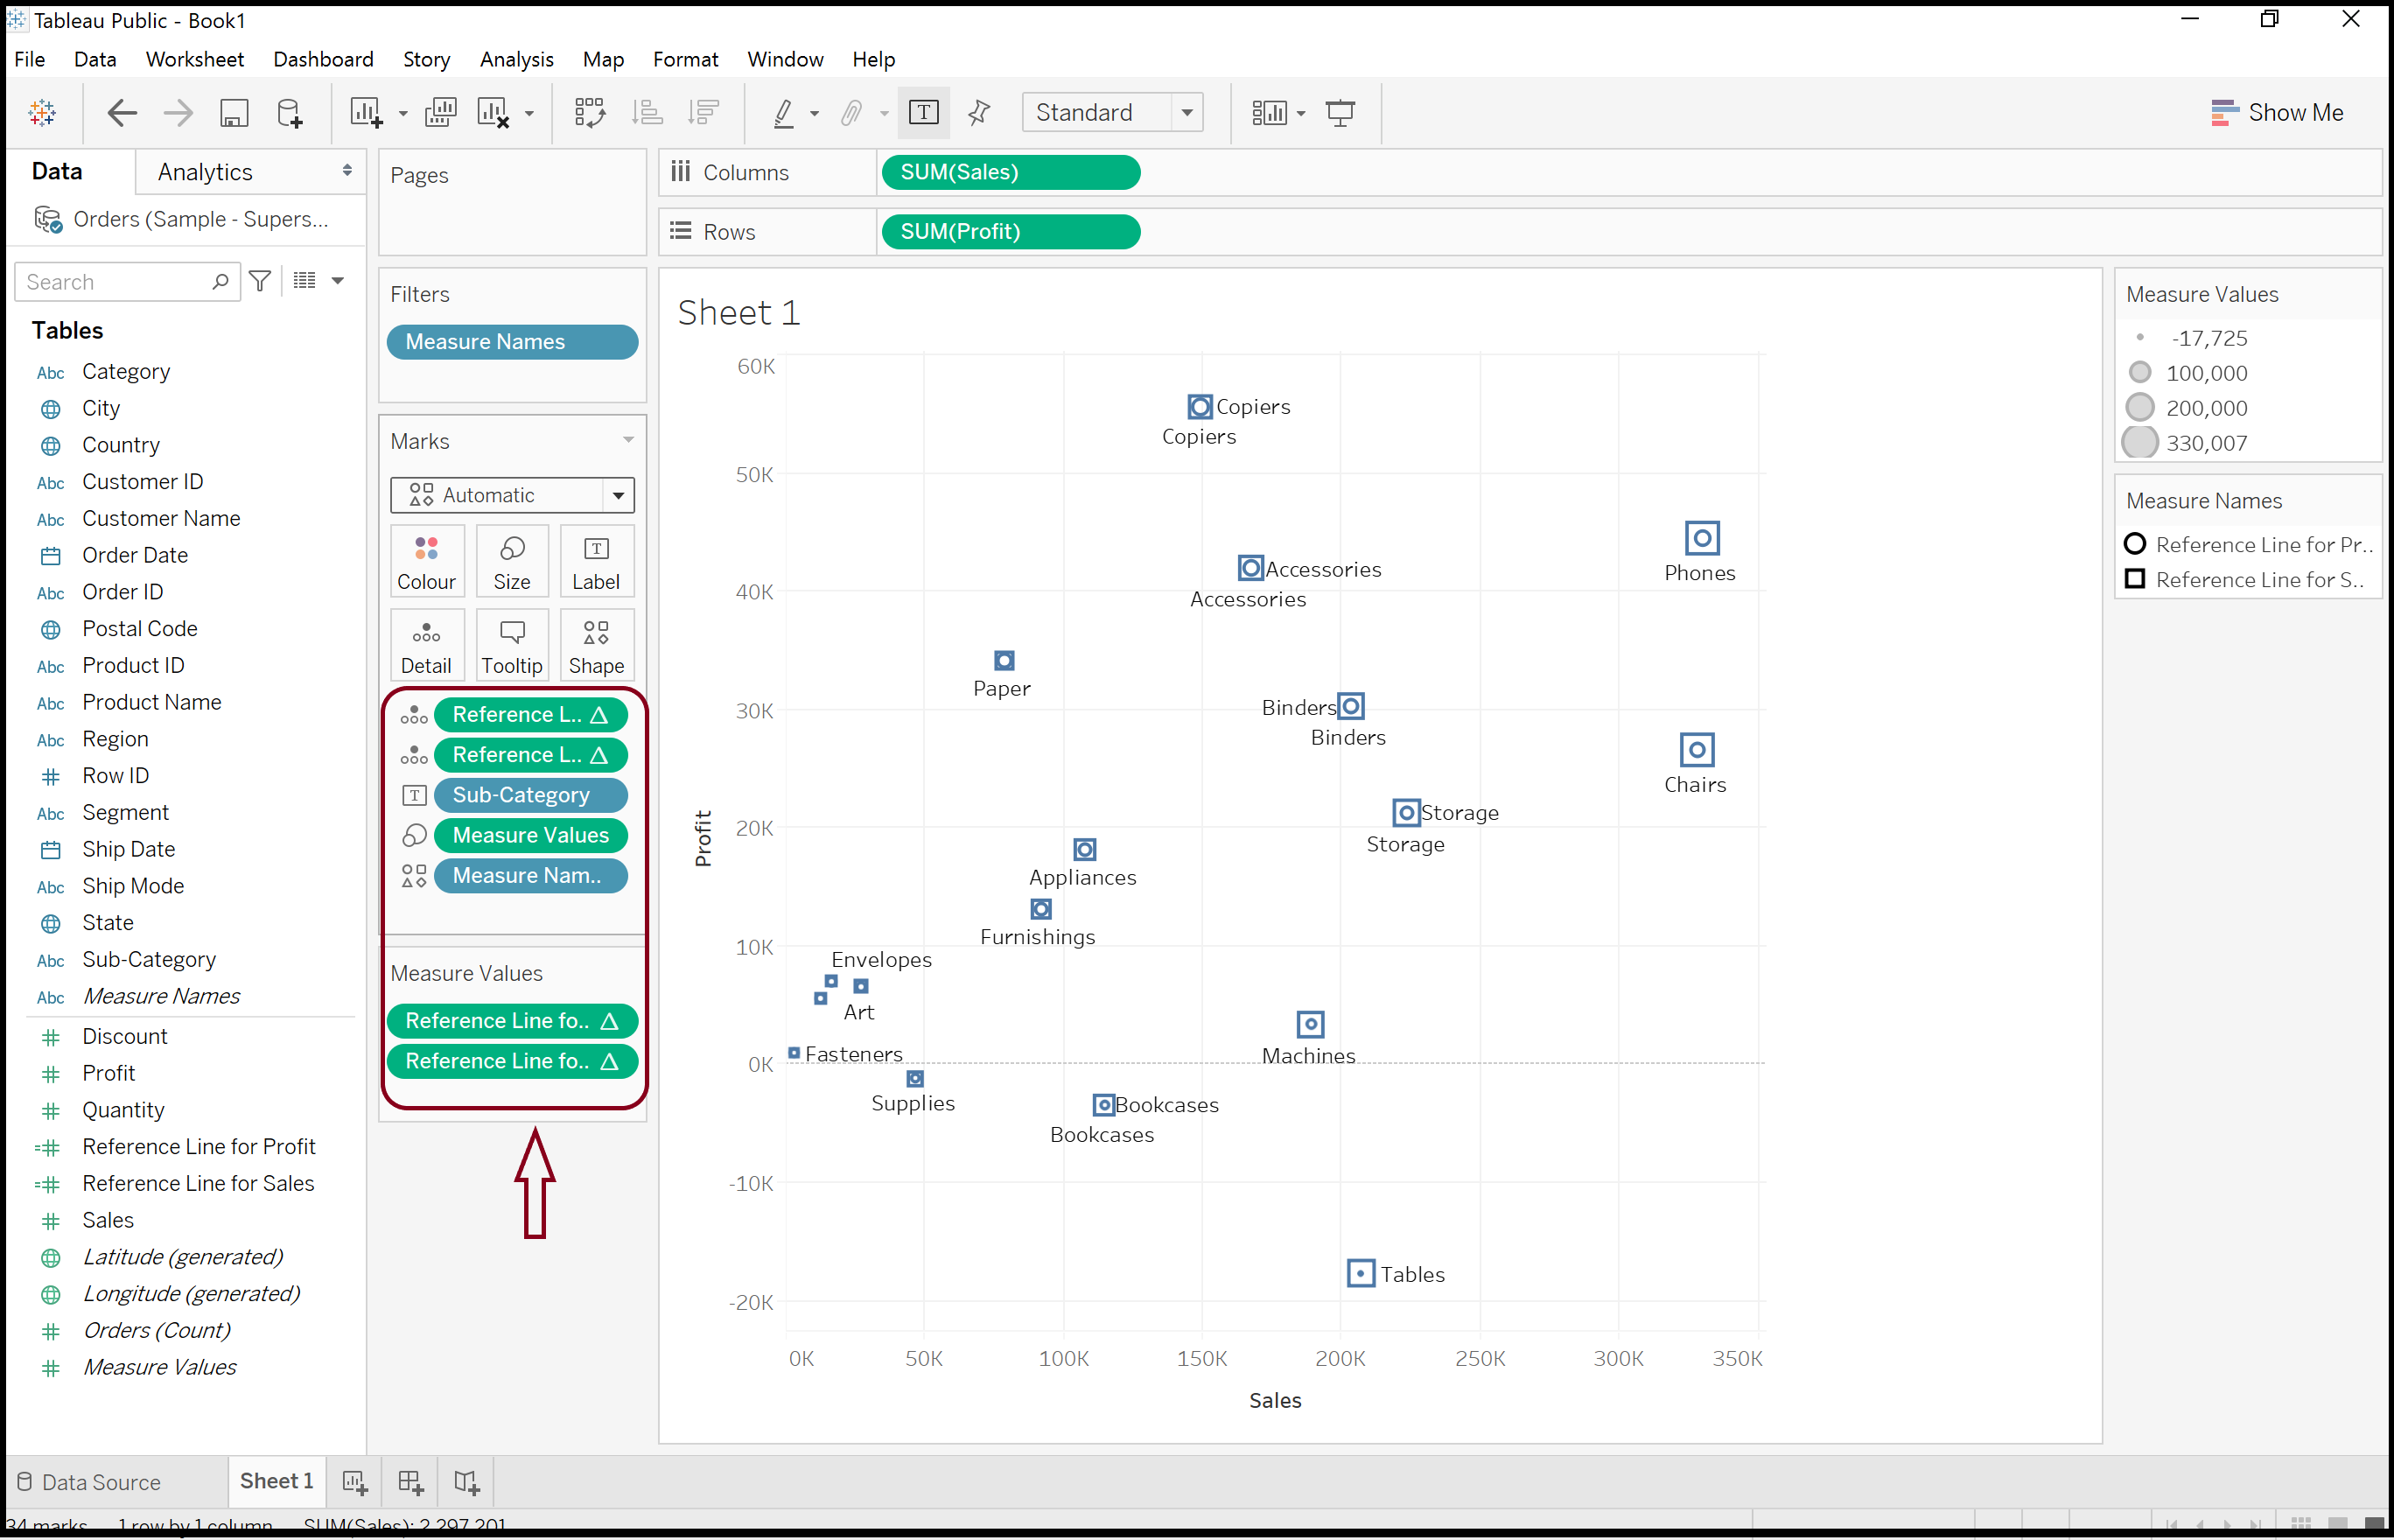 Tableau Public - Book1
File Data Worksheet Dashboard Story Analysis Map Format Window Help
Standard
Show Me
Data Analytics
Orders (Sample - Supers...
Search
Tables
Abc Category
City
Country
Abc Customer ID
Abc Customer Name
Order Date
Abc Order ID
Postal Code
Abc Product ID
Abc Product Name
Abc Region
# Row ID
Abc Segment
Ship Date
Abc Ship Mode
State
Abc Sub-Category
Abc Measure Names
# Discount
# Profit
# Quantity
=# Reference Line for Profit
=# Reference Line for Sales
# Sales
Latitude (generated)
Longitude (generated)
# Orders (Count)
# Measure Values
Pages
Filters
Measure Names
Marks
Automatic
Colour Size T Label
Detail Tooltip Shape
Reference L.. △
Reference L.. △
T Sub-Category
Measure Values
Measure Nam..
Measure Values
Reference Line fo.. △
Reference Line fo.. △
Columns SUM(Sales)
Rows SUM(Profit)
Sheet 1
60K
50K
40K
30K
20K
10K
0K
-10K
-20K
Profit
Copiers
Copiers
Phones
Accessories
Accessories
Paper
Binders
Binders
Chairs
Storage
Storage
Appliances
Furnishings
Envelopes
Art
Machines
Fasteners
Supplies
Bookcases
Bookcases
Tables
0K 50K 100K 150K 200K 250K 300K 350K
Sales
Measure Values
-17,725
100,000
200,000
330,007
Measure Names
Reference Line for Pr..
Reference Line for S..
Data Source Sheet 1
34 marks 1 row by 1 column SUM(Sales): 2,297,201